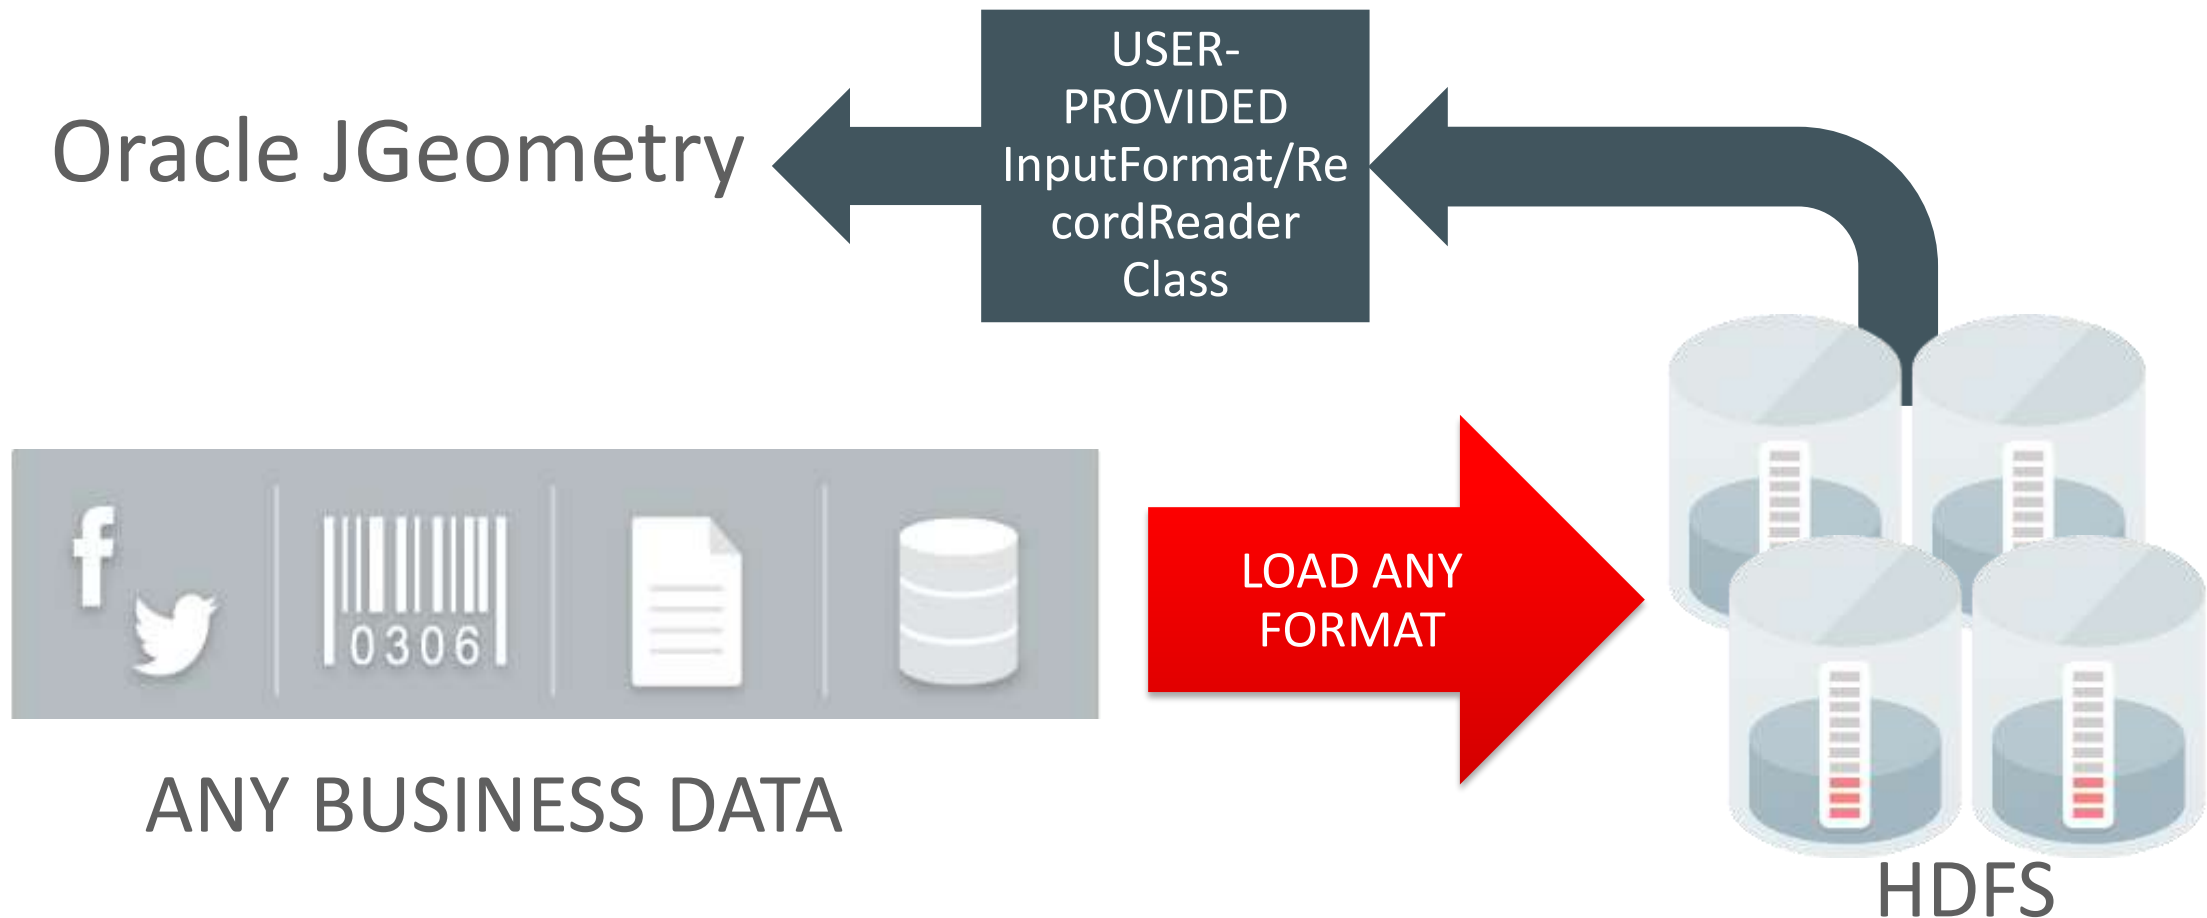 USER-
PROVIDED
Oracle JGeometry
InputFormat/Re
cordReader
Class
LOAD ANY
FORMAT
0306
ANY BUSINESS DATA
HDFS